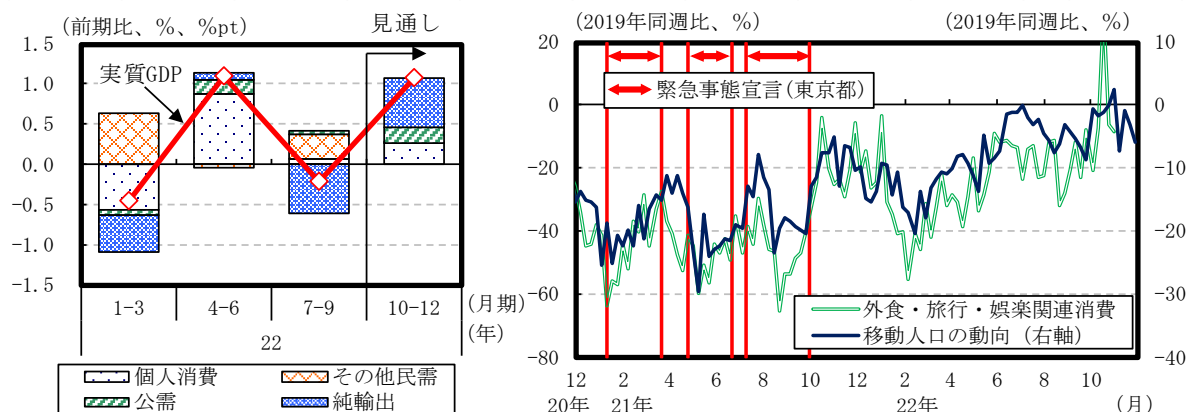 (前期比、%、%pt)
見通し
1.5
1.0
0.5
0.0
-0.5
-1.0
-1.5
実質GDP
1-3
4-6
7-9
10-12
(月期)
22
(年)
個人消費
その他民需
公需
純輸出
(2019年同週比、%)
(2019年同週比、%)
20
0
-20
-40
-60
-80
10
0
-10
-20
-30
-40
緊急事態宣言(東京都)
外食・旅行・娯楽関連消費
移動人口の動向（右軸）
12 2 4 6 8 10 12 2 4 6 8 10
20年 21年 22年 (月)